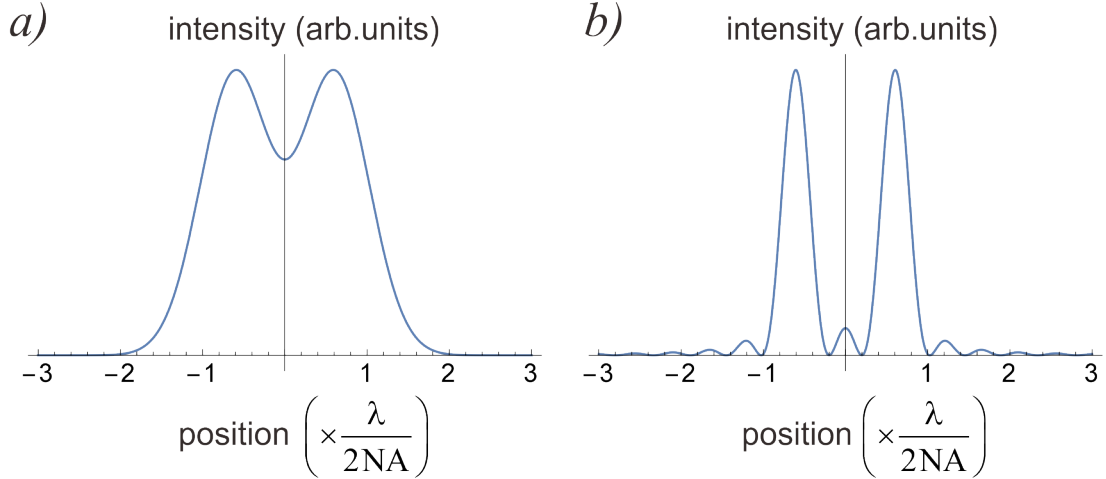 a)
intensity (arb.units)
−3 −2 −1 1 2 3
position (× λ/2NA)
b)
intensity (arb.units)
−3 −2 −1 1 2 3
position (× λ/2NA)